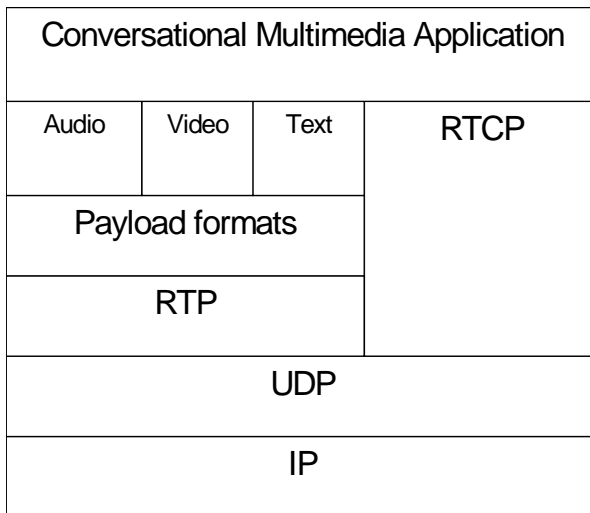 Conversational Multimedia Application
Audio
Video
Text
RTCP
Payload formats
RTP
UDP
IP